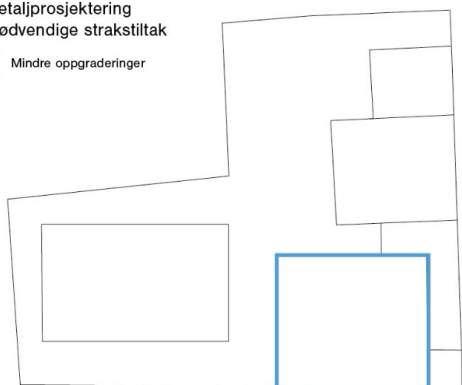 etaljprosjektering
ødvendige strakstiltak
Mindre oppgraderinger